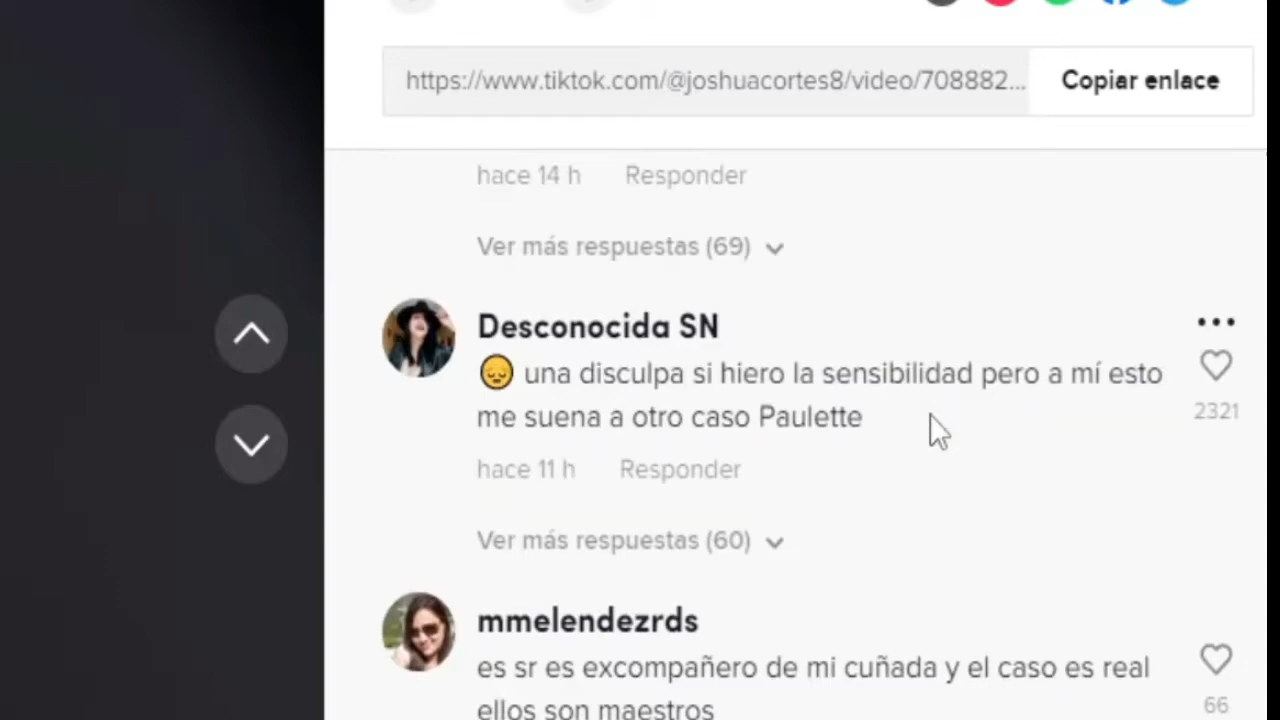 https://www.tiktok.com/@joshuacortes8/video/708882...
Copiar enlace
hace 14 h Responder
Ver más respuestas (69)
Desconocida SN
😔 una disculpa si hiero la sensibilidad pero a mí esto
me suena a otro caso Paulette
2321
hace 11 h Responder
Ver más respuestas (60)
mmelendezrds
es sr es excompañero de mi cuñada y el caso es real
ellos son maestros
66